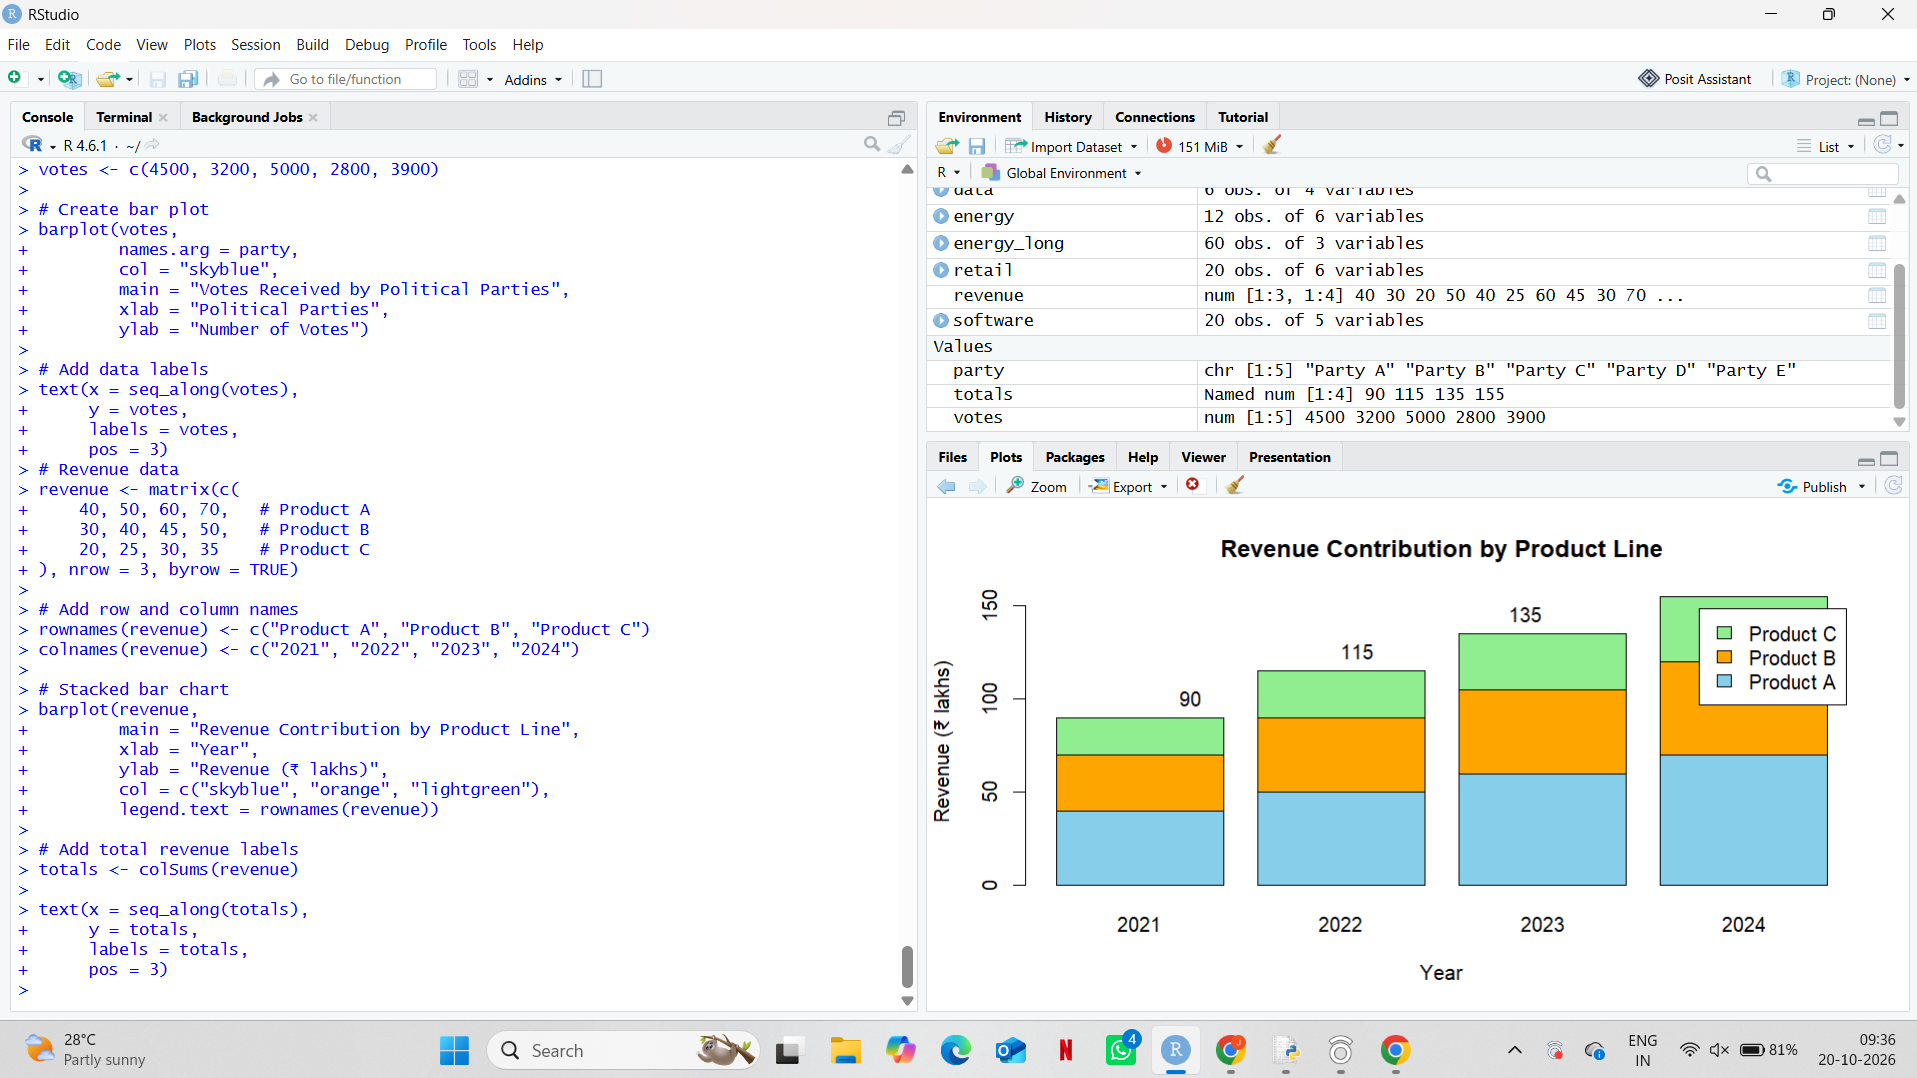 RStudio
File Edit Code View Plots Session Build Debug Profile Tools Help
Go to file/function Addins Posit Assistant Project: (None)
Console Terminal Background Jobs
R 4.6.1 · ~/
> votes <- c(4500, 3200, 5000, 2800, 3900)
>
> # Create bar plot
> barplot(votes,
+         names.arg = party,
+         col = "skyblue",
+         main = "Votes Received by Political Parties",
+         xlab = "Political Parties",
+         ylab = "Number of Votes")
>
> # Add data labels
> text(x = seq_along(votes),
+      y = votes,
+      labels = votes,
+      pos = 3)
> # Revenue data
> revenue <- matrix(c(
+     40, 50, 60, 70,   # Product A
+     30, 40, 45, 50,   # Product B
+     20, 25, 30, 35    # Product C
+ ), nrow = 3, byrow = TRUE)
>
> # Add row and column names
> rownames(revenue) <- c("Product A", "Product B", "Product C")
> colnames(revenue) <- c("2021", "2022", "2023", "2024")
>
> # Stacked bar chart
> barplot(revenue,
+         main = "Revenue Contribution by Product Line",
+         xlab = "Year",
+         ylab = "Revenue (₹ lakhs)",
+         col = c("skyblue", "orange", "lightgreen"),
+         legend.text = rownames(revenue))
>
> # Add total revenue labels
> totals <- colSums(revenue)
>
> text(x = seq_along(totals),
+      y = totals,
+      labels = totals,
+      pos = 3)
>
Environment History Connections Tutorial
Import Dataset 151 MiB List
R Global Environment
data 6 obs. of 4 variables
energy 12 obs. of 6 variables
energy_long 60 obs. of 3 variables
retail 20 obs. of 6 variables
revenue num [1:3, 1:4] 40 30 20 50 40 25 60 45 30 70 ...
software 20 obs. of 5 variables
Values
party chr [1:5] "Party A" "Party B" "Party C" "Party D" "Party E"
totals Named num [1:4] 90 115 135 155
votes num [1:5] 4500 3200 5000 2800 3900
Files Plots Packages Help Viewer Presentation
Zoom Export Publish
Revenue Contribution by Product Line
Revenue (₹ lakhs)
150
100
50
0
90
115
135
Product C
Product B
Product A
2021 2022 2023 2024
Year
28°C
Partly sunny
Search
4
ENG
IN
81%
09:36
20-10-2026